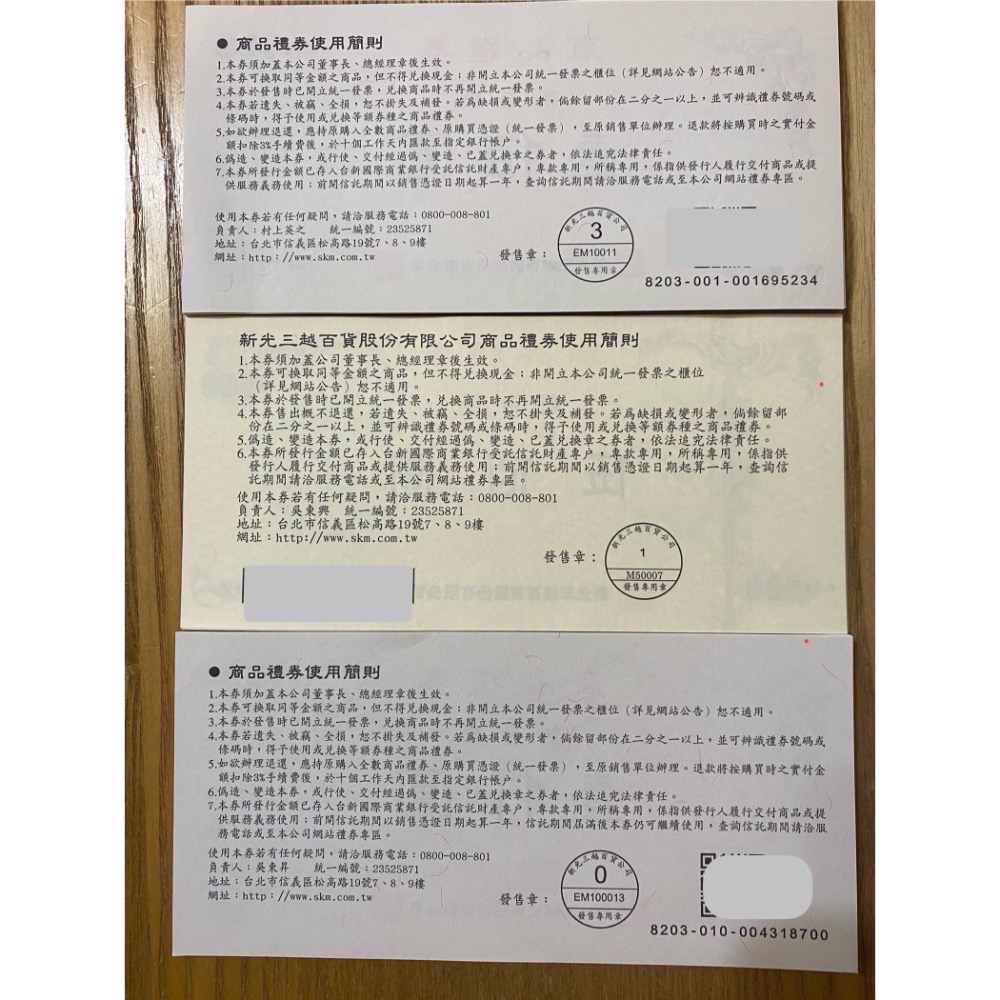 ● 商品禮券使用簡則
1.本券須加蓋本公司董事長、總經理章後生效。
2.本券可換取同等金額之商品，但不得兌換現金；非開立本公司統一發票之櫃位（詳見網站公告）恕不適用。
3.本券於發售時已開立統一發票，兌換商品時不再開立統一發票。
4.本券若遺失、被竊、全損，恕不掛失及補發。若為缺損或變形者，倘餘留部份在二分之一以上，並可辨識禮券號碼或
條碼時，得予使用或兌換等額券種之商品禮券。
5.如欲辦理退還，應持原購入全數商品禮券、原購買憑證（統一發票），至原銷售單位辦理。退款將按購買時之實付金
額扣除3%手續費後，於十個工作天內匯款至指定銀行帳户。
6.偽造、變造本券，或行使、交付經過偽、變造、已蓋兌換章之券者，依法追究法律責任。
7.本券所發行金額已存入台新國際商業銀行受託信託財產專户，專款專用，所稱專用，係指供發行人履行交付商品或提
供服務義務使用；前開信託期間以銷售憑證日期起算一年，查詢信託期間請洽服務電話或至本公司網站禮券專區。
使用本券若有任何疑問，請洽服務電話：0800-008-801
負責人：村上英之 統一編號：23525871
地址：台北市信義區松高路19號7、8、9樓
網址：http：//www.skm.com.tw
發售章：
新光三越百貨公司
3
EM10011
發售專用章
8203-001-001695234
新光三越百貨股份有限公司商品禮券使用簡則
1.本券須加蓋公司董事長、總經理章後生效。
2.本券可換取同等金額之商品，但不得兌換現金；非開立本公司統一發票之櫃位
（詳見網站公告）恕不適用。
3.本券於發售時已開立統一發票，兌換商品時不再開立統一發票。
4.本券售出概不退還，若遺失、被竊、全損，恕不掛失及補發。若為缺損或變形者，倘餘留部
份在二分之一以上，並可辨識禮券號碼或條碼時，得予使用或兌換等額券種之商品禮券。
5.偽造、變造本券，或行使、交付經過偽、變造、已蓋兌換章之券者，依法追究法律責任。
6.本券所發行金額已存入台新國際商業銀行受託信託財產專户，專款專用，所稱專用，係指供
發行人履行交付商品或提供服務義務使用；前開信託期間以銷售憑證日期起算一年，查詢信
託期間請洽服務電話或至本公司網站禮券專區。
使用本券若有任何疑問，請洽服務電話：0800-008-801
負責人：吳東興 統一編號：23525871
地址：台北市信義區松高路19號7、8、9樓
網址：http://www.skm.com.tw
發售章：
新光三越百貨公司
1
M50007
發售專用章
● 商品禮券使用簡則
1.本券須加蓋本公司董事長、總經理章後生效。
2.本券可換取同等金額之商品，但不得兌換現金；非開立本公司統一發票之櫃位（詳見網站公告）恕不適用。
3.本券於發售時已開立統一發票，兌換商品時不再開立統一發票。
4.本券若遺失、被竊、全損，恕不掛失及補發。若為缺損或變形者，倘餘留部份在二分之一以上，並可辨識禮券號碼或
條碼時，得予使用或兌換等額券種之商品禮券。
5.如欲辦理退還，應持原購入全數商品禮券、原購買憑證（統一發票），至原銷售單位辦理。退款將按購買時之實付金
額扣除3%手續費後，於十個工作天內匯款至指定銀行帳户。
6.偽造、變造本券，或行使、交付經過偽、變造、已蓋兌換章之券者，依法追究法律責任。
7.本券所發行金額已存入台新國際商業銀行受託信託財產專户，專款專用，所稱專用，係指供發行人履行交付商品或提
供服務義務使用；前開信託期間以銷售憑證日期起算一年，信託期間屆滿後本券仍可繼續使用，查詢信託期間請洽服
務電話或至本公司網站禮券專區。
使用本券若有任何疑問，請洽服務電話：0800-008-801
負責人：吳東昇 統一編號：23525871
地址：台北市信義區松高路19號7、8、9樓
網址：http：//www.skm.com.tw
發售章：
新光三越百貨公司
0
EM100013
發售專用章
8203-010-004318700